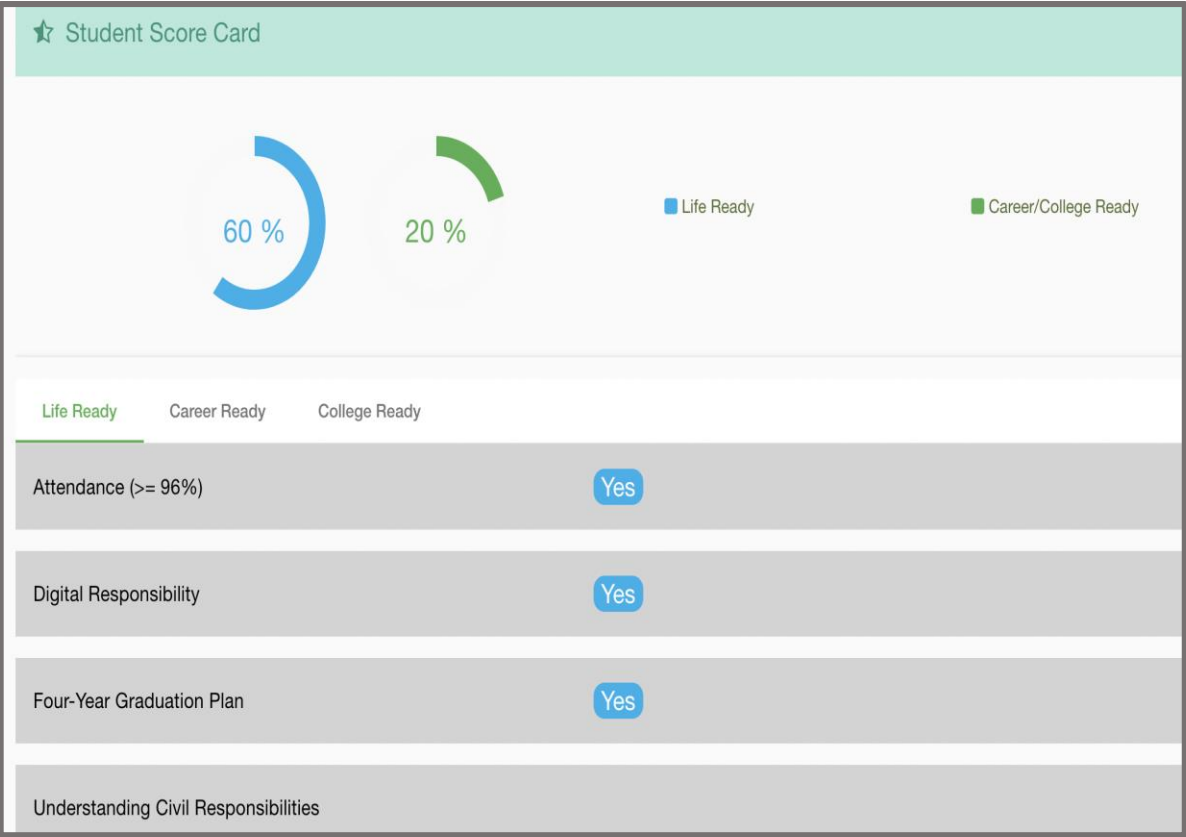 Student Score Card
60 %
20 %
Life Ready
Career/College Ready
Life Ready Career Ready College Ready
Attendance (>= 96%) Yes
Digital Responsibility Yes
Four-Year Graduation Plan Yes
Understanding Civil Responsibilities